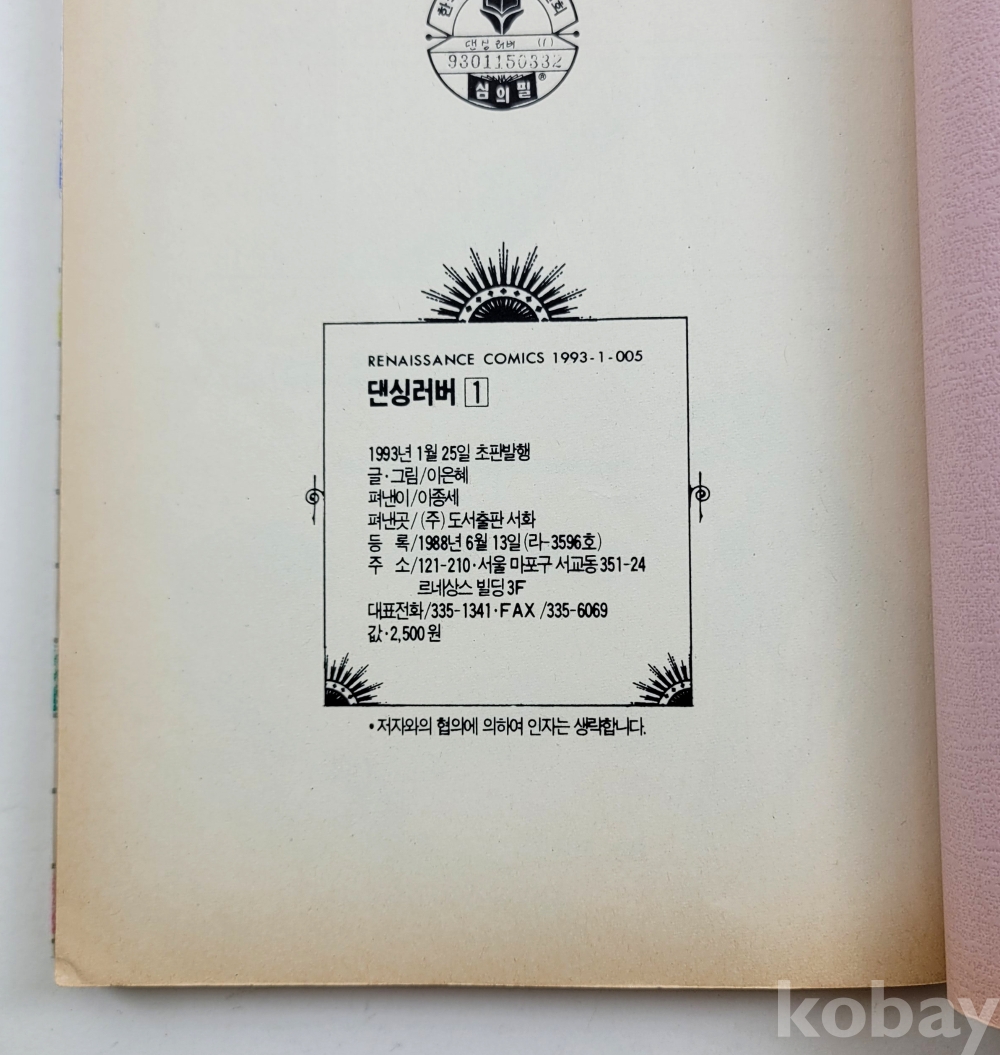 댄싱러버 (1)
9301150332
심의필®
RENAISSANCE COMICS 1993-1-005
댄싱러버 1
1993년 1월 25일 초판발행
글·그림/이은혜
펴낸이/이종세
펴낸곳/(주)도서출판 서화
등 록/1988년 6월 13일(라-3596호)
주 소/121-210·서울 마포구 서교동 351-24
르네상스 빌딩 3F
대표전화/335-1341·FAX /335-6069
값·2,500원
•저자와의 협의에 의하여 인자는 생략합니다.
kobay